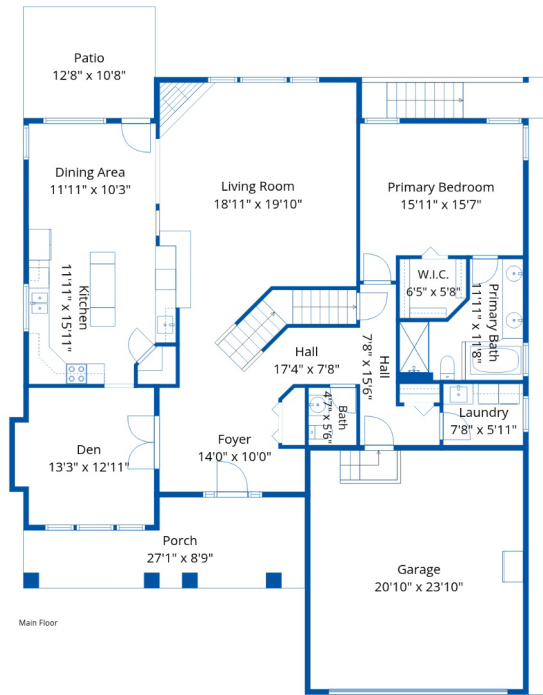 Patio
12'8" x 10'8"
Dining Area
11'11" x 10'3"
Living Room
18'11" x 19'10"
Primary Bedroom
15'11" x 15'7"
W.I.C.
6'5" x 5'8"
Primary Bath
11'11" x 11'8"
Kitchen
11'11" x 15'11"
Hall
17'4" x 7'8"
Hall
7'8" x 15'6"
Bath
4'7" x 5'6"
Laundry
7'8" x 5'11"
Den
13'3" x 12'11"
Foyer
14'0" x 10'0"
Porch
27'1" x 8'9"
Garage
20'10" x 23'10"
Main Floor